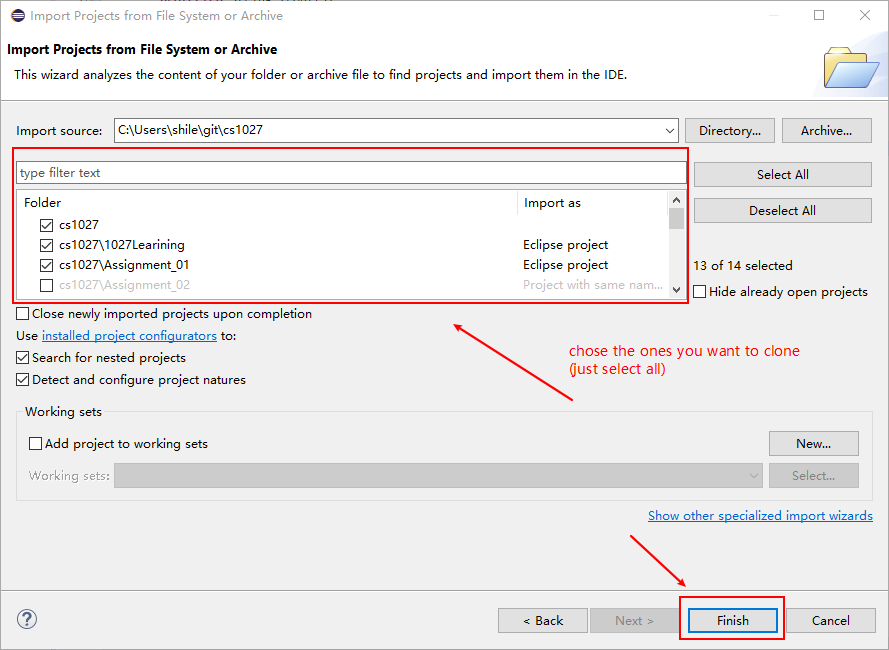 Import Projects from File System or Archive
Import Projects from File System or Archive
This wizard analyzes the content of your folder or archive file to find projects and import them in the IDE.
Import source: C:\Users\shile\git\cs1027 Directory... Archive...
type filter text
Select All
Folder Import as
Deselect All
cs1027
cs1027\1027Learining Eclipse project
cs1027\Assignment_01 Eclipse project
13 of 14 selected
cs1027\Assignment_02 Project with same nam...
Hide already open projects
Close newly imported projects upon completion
Use installed project configurators to:
Search for nested projects
chose the ones you want to clone
(just select all)
Detect and configure project natures
Working sets
Add project to working sets New...
Working sets: Select...
Show other specialized import wizards
? < Back Next > Finish Cancel